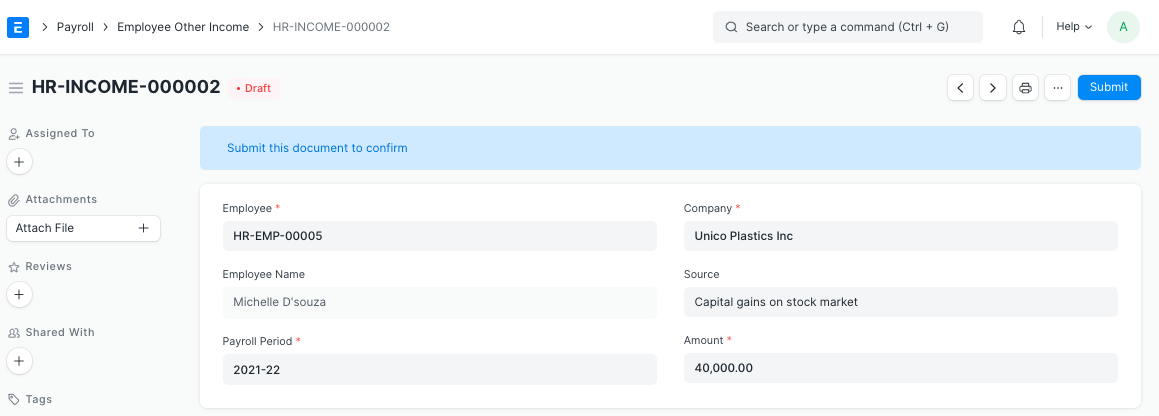 E > Payroll > Employee Other Income > HR-INCOME-000002
Search or type a command (Ctrl + G)
Help
A
HR-INCOME-000002
• Draft
...
Submit
Assigned To
+
Attachments
Attach File +
Reviews
+
Shared With
+
Tags
Submit this document to confirm
Employee *
HR-EMP-00005
Employee Name
Michelle D'souza
Payroll Period *
2021-22
Company *
Unico Plastics Inc
Source
Capital gains on stock market
Amount *
40,000.00